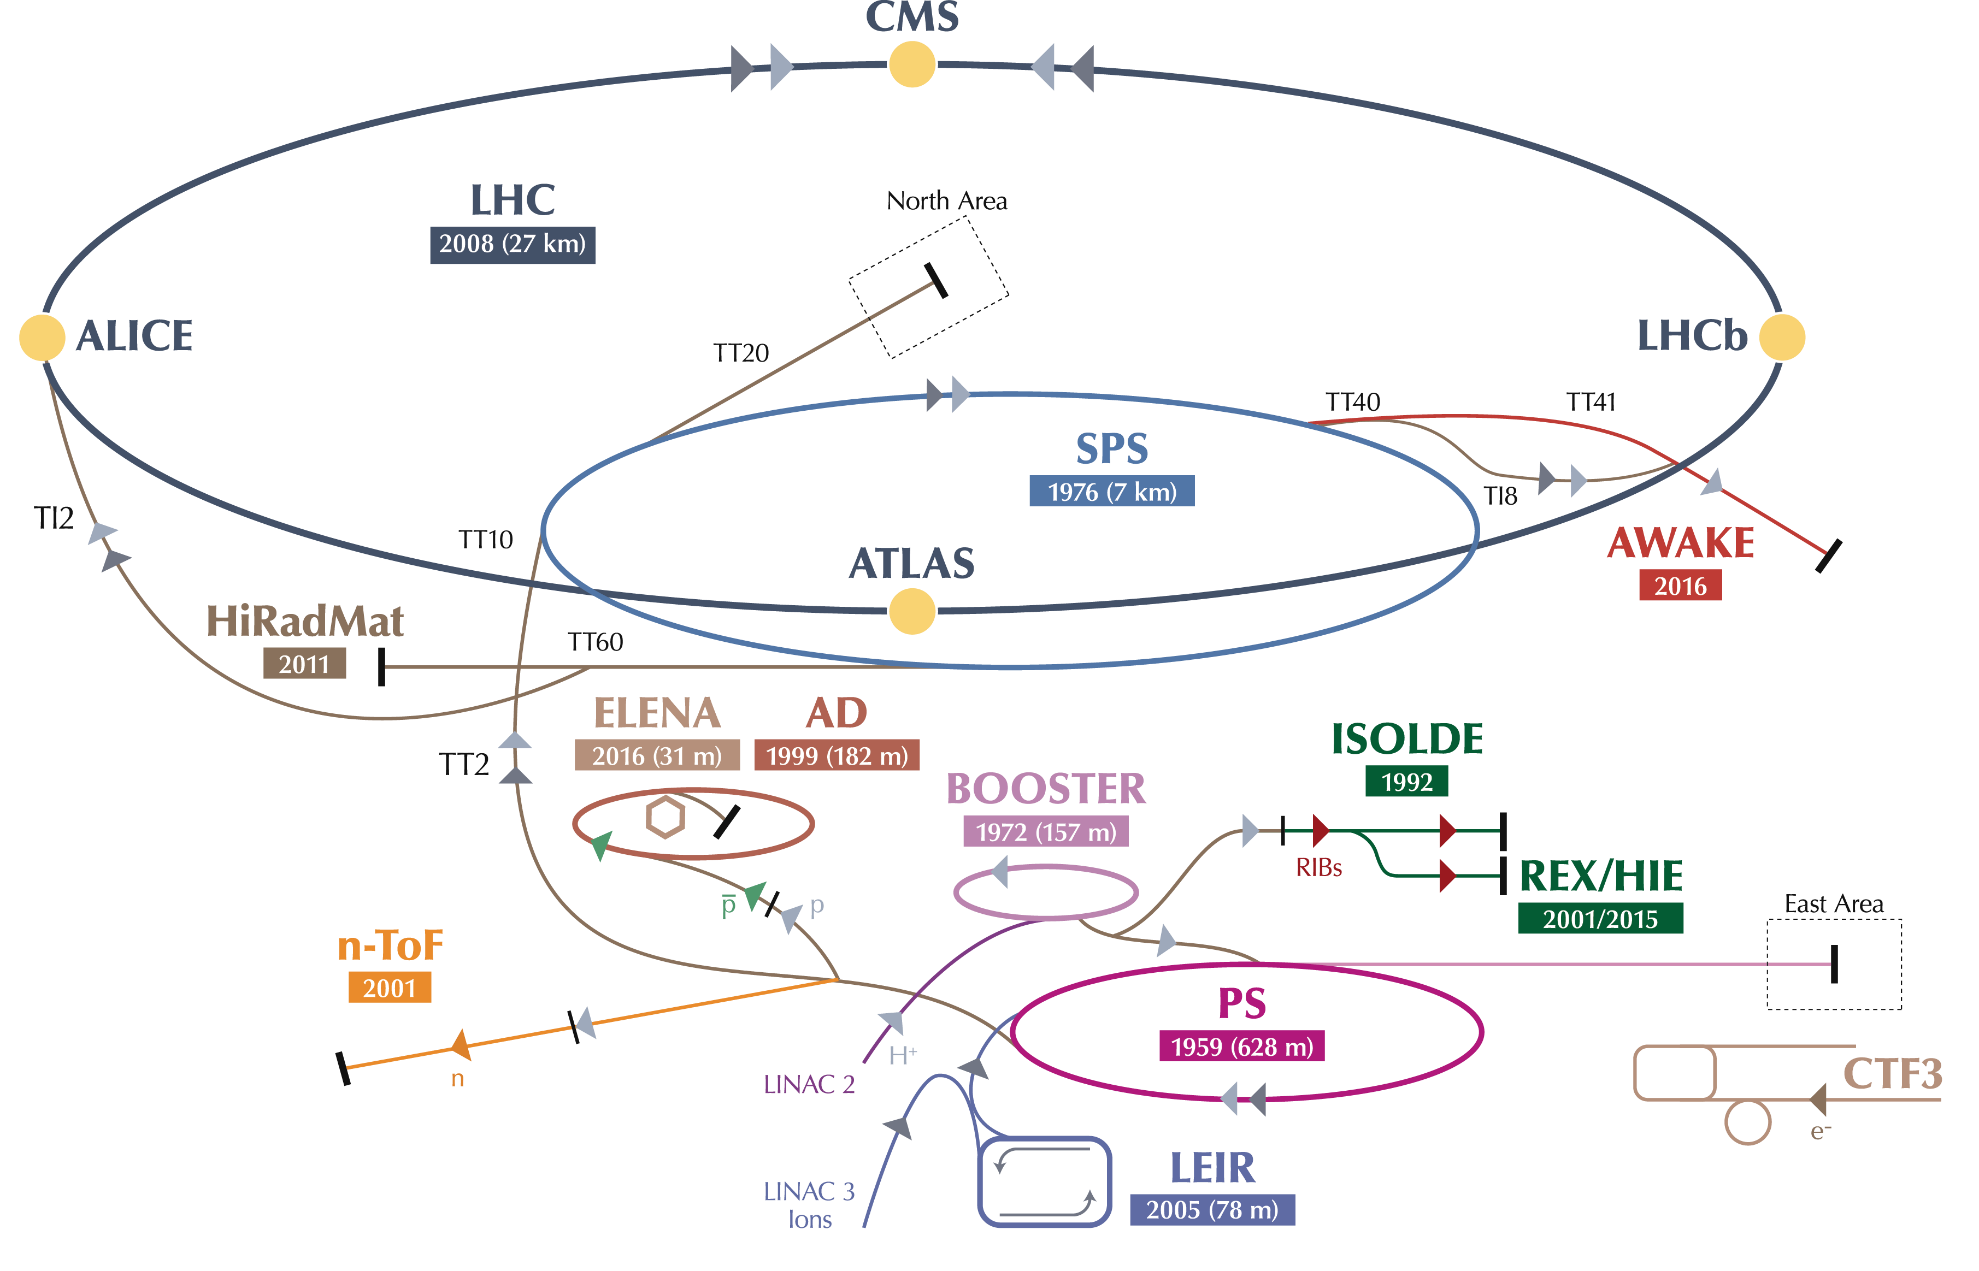 CMS
LHC
2008 (27 km)
North Area
ALICE
LHCb
TT20
TT40
TT41
SPS
1976 (7 km)
TI8
TI2
TT10
AWAKE
2016
ATLAS
HiRadMat
2011
TT60
ELENA
2016 (31 m)
AD
1999 (182 m)
TT2
ISOLDE
1992
BOOSTER
1972 (157 m)
RIBs
REX/HIE
2001/2015
p̅
p
East Area
n-ToF
2001
PS
1959 (628 m)
H⁺
n
LINAC 2
CTF3
e⁻
LINAC 3
Ions
LEIR
2005 (78 m)